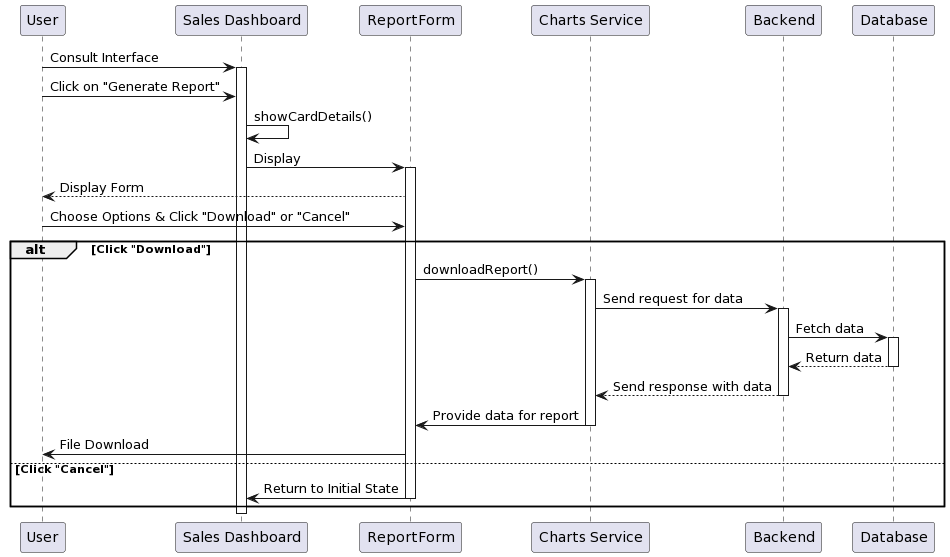 User Sales Dashboard ReportForm Charts Service Backend Database
Consult Interface
Click on "Generate Report"
showCardDetails()
Display
Display Form
Choose Options & Click "Download" or "Cancel"
alt [Click "Download"]
downloadReport()
Send request for data
Fetch data
Return data
Send response with data
Provide data for report
File Download
[Click "Cancel"]
Return to Initial State
User Sales Dashboard ReportForm Charts Service Backend Database